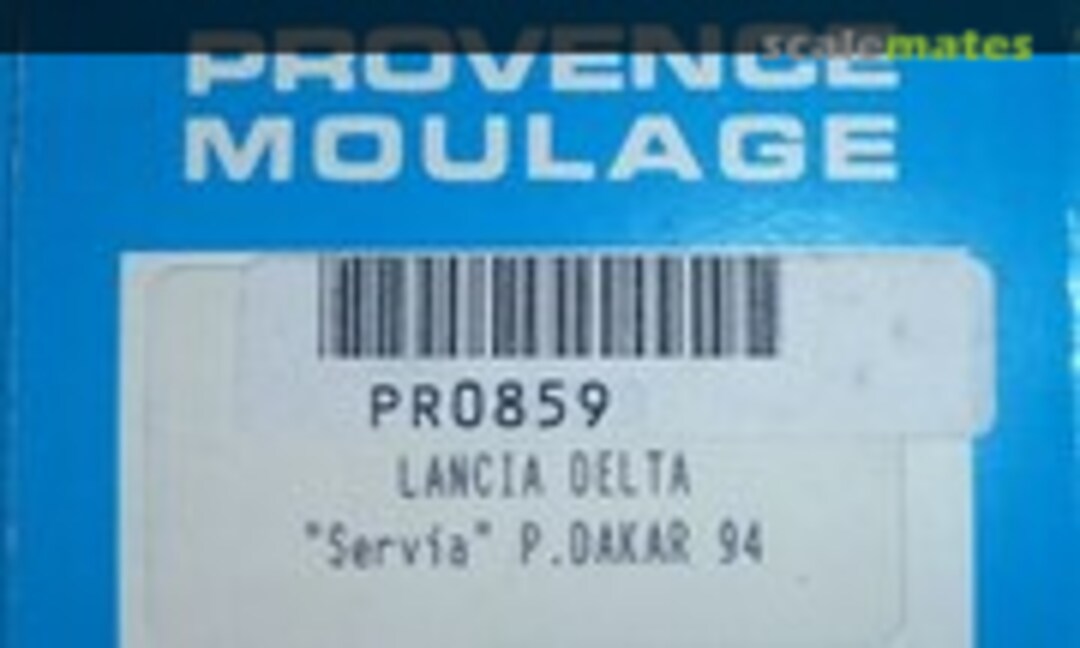 scalemates
PROVENCE
MOULAGE
PR0859
LANCIA DELTA
"Servia" P.DAKAR 94